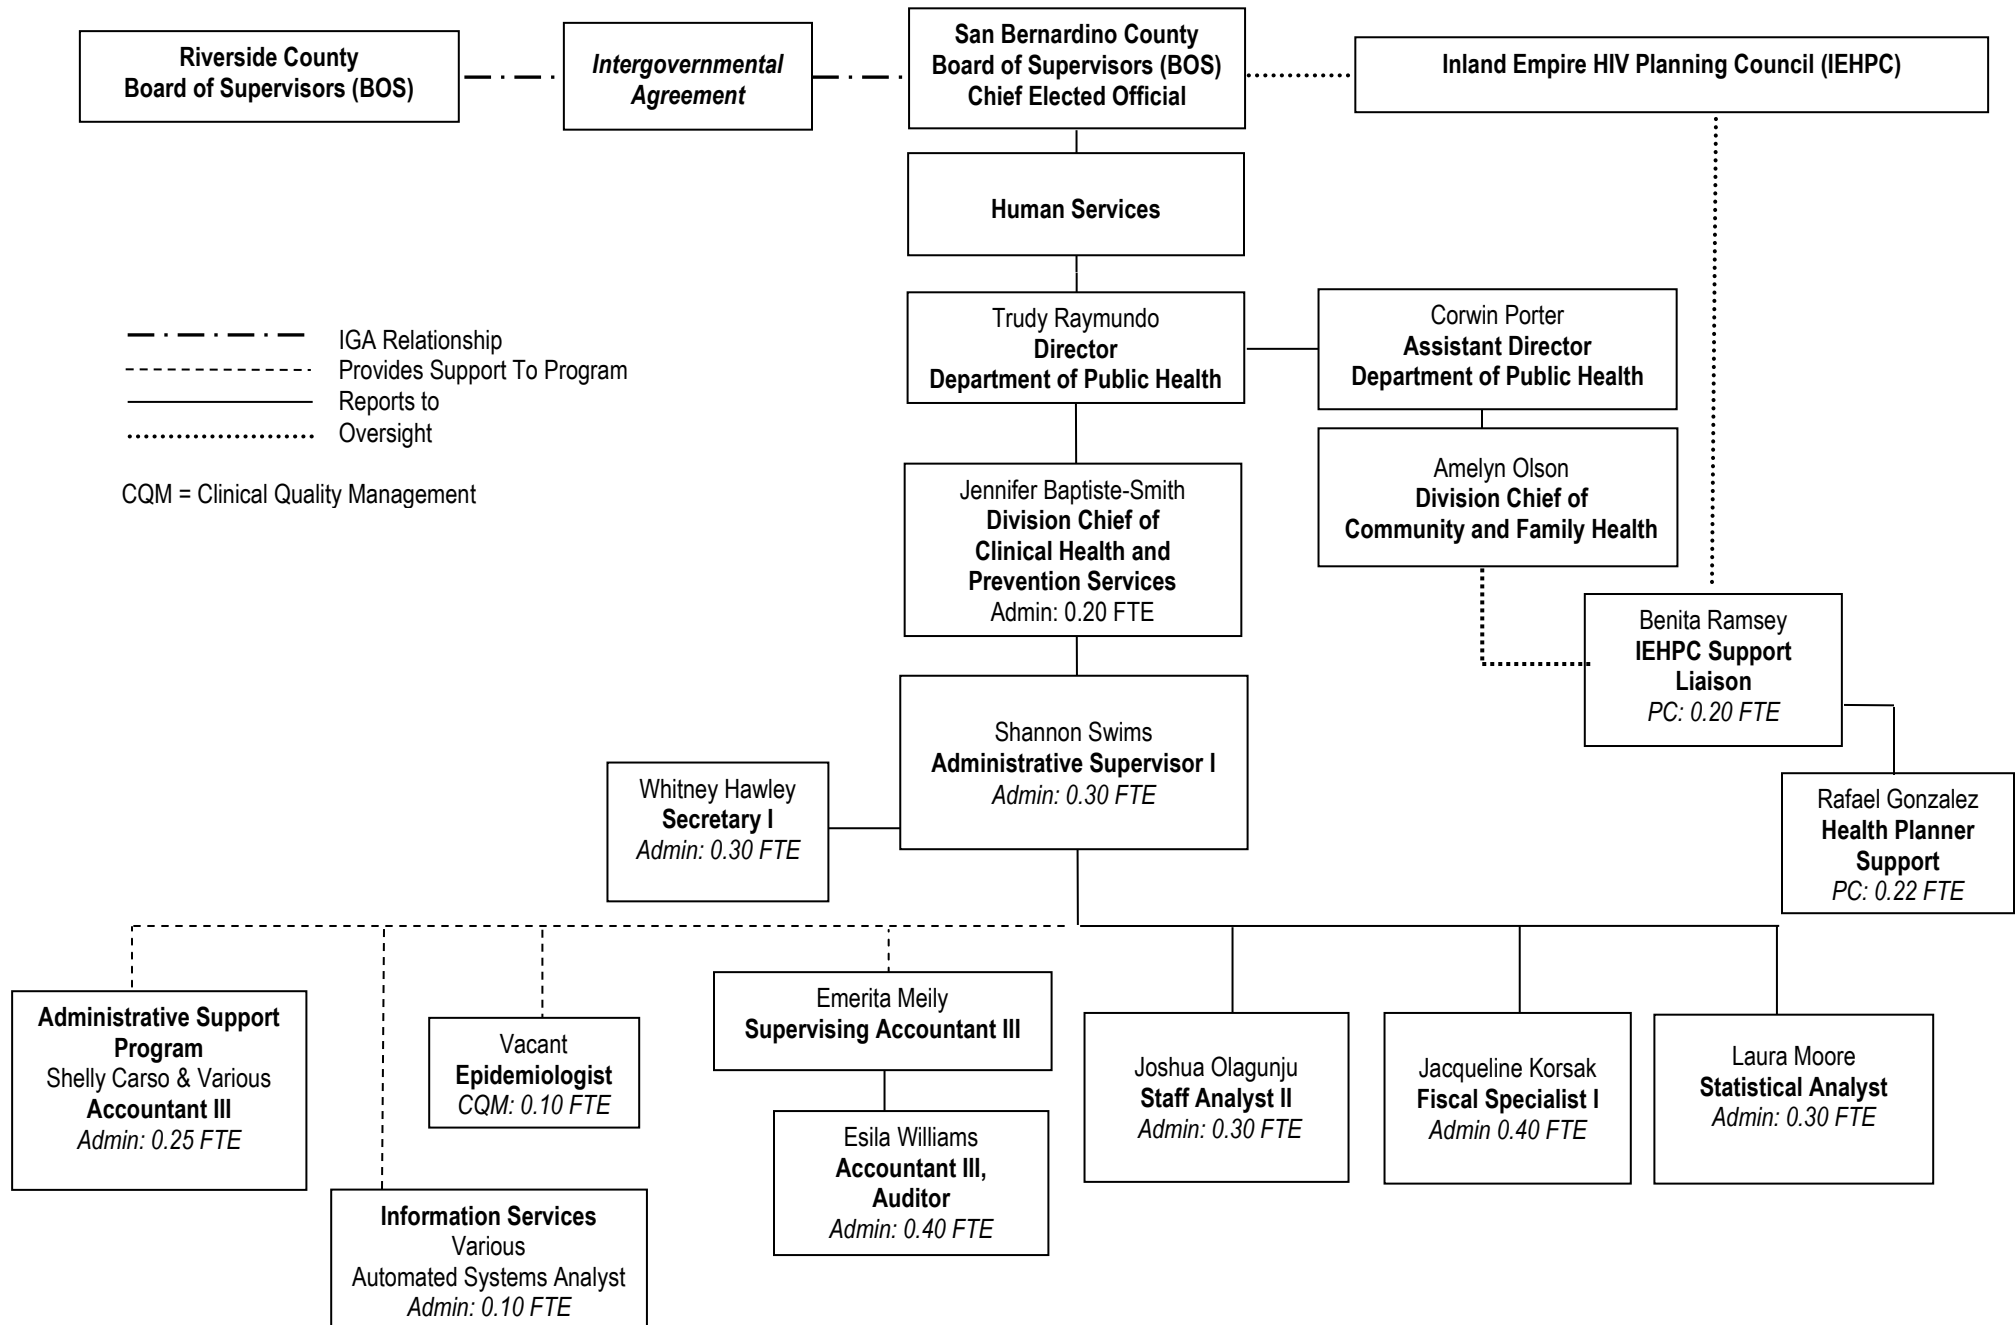 Riverside County
Board of Supervisors (BOS)
Intergovernmental
Agreement
San Bernardino County
Board of Supervisors (BOS)
Chief Elected Official
Inland Empire HIV Planning Council (IEHPC)
Human Services
Trudy Raymundo
Director
Department of Public Health
Corwin Porter
Assistant Director
Department of Public Health
IGA Relationship
Provides Support To Program
Reports to
Oversight
CQM = Clinical Quality Management
Amelyn Olson
Division Chief of
Community and Family Health
Jennifer Baptiste-Smith
Division Chief of
Clinical Health and
Prevention Services
Admin: 0.20 FTE
Benita Ramsey
IEHPC Support
Liaison
PC: 0.20 FTE
Shannon Swims
Administrative Supervisor I
Admin: 0.30 FTE
Whitney Hawley
Secretary I
Admin: 0.30 FTE
Rafael Gonzalez
Health Planner
Support
PC: 0.22 FTE
Administrative Support
Program
Shelly Carso & Various
Accountant III
Admin: 0.25 FTE
Information Services
Various
Automated Systems Analyst
Admin: 0.10 FTE
Vacant
Epidemiologist
CQM: 0.10 FTE
Emerita Meily
Supervising Accountant III
Esila Williams
Accountant III,
Auditor
Admin: 0.40 FTE
Joshua Olagunju
Staff Analyst II
Admin: 0.30 FTE
Jacqueline Korsak
Fiscal Specialist I
Admin 0.40 FTE
Laura Moore
Statistical Analyst
Admin: 0.30 FTE